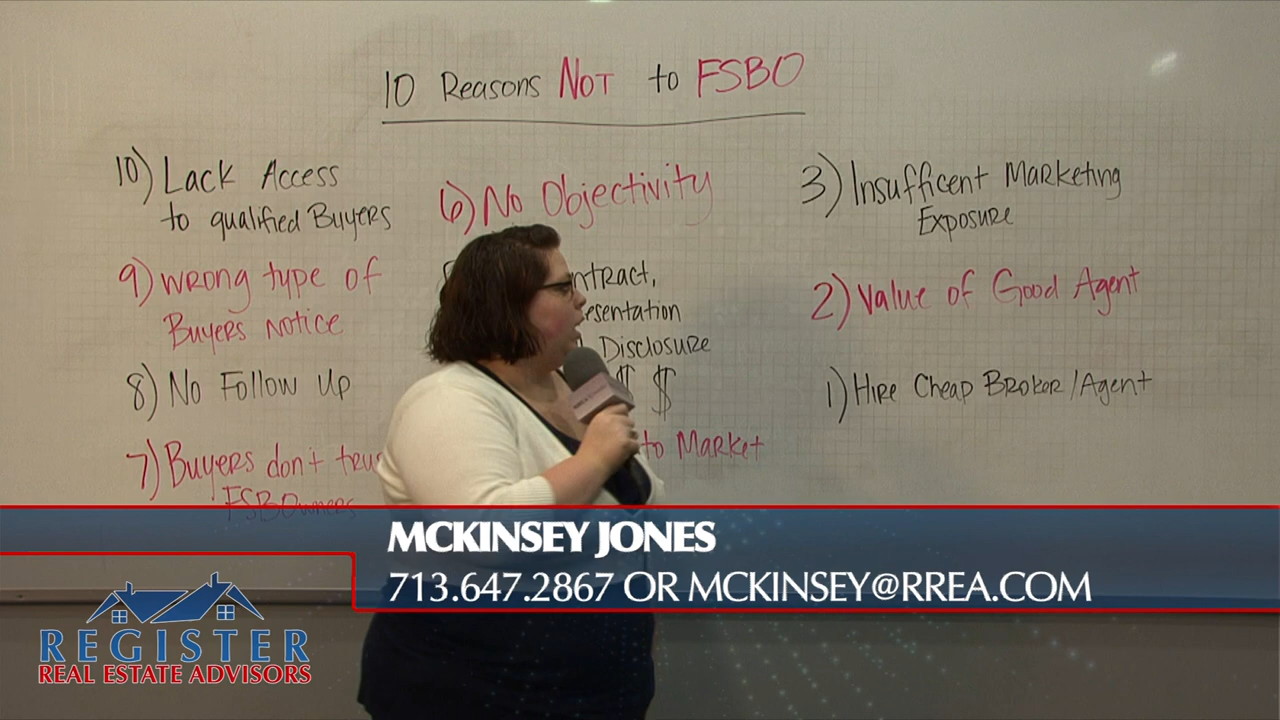 10 Reasons NOT to FSBO
10) Lack Access
to qualified Buyers
9) Wrong type of
Buyers notice
8) No Follow Up
7) Buyers don't
FSBOwners
6) No Objectivity
Disclosure
$ $
to Market
3) Insufficent Marketing
Exposure
2) Value of Good Agent
1) Hire Cheap Broker/Agent
MCKINSEY JONES
713.647.2867 OR MCKINSEY@RREA.COM
REGISTER
REAL ESTATE ADVISORS